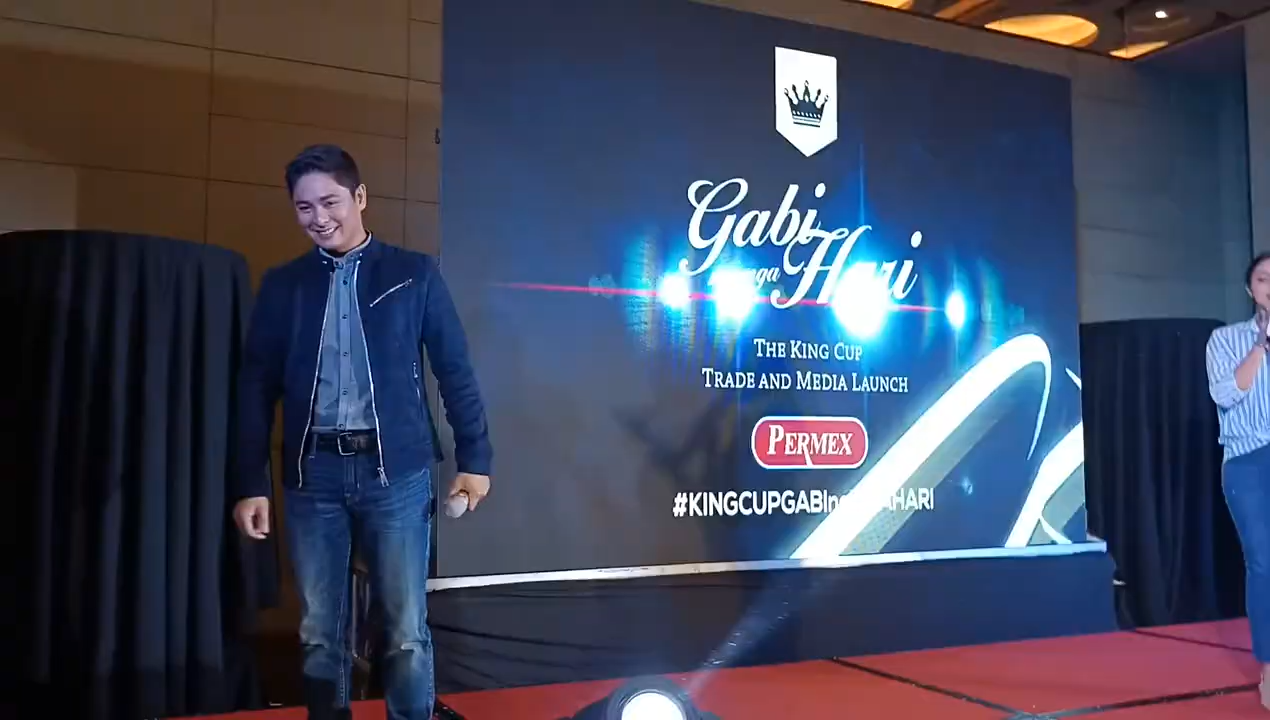 Gabi
Hari
THE KING CUP
TRADE AND MEDIA LAUNCH
PERMEX